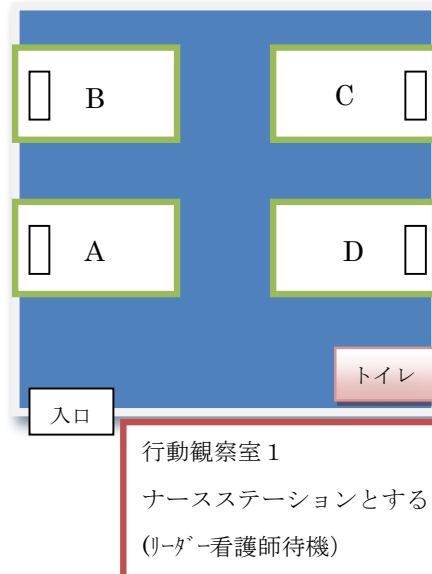 B
C
A
D
トイレ
入口
行動観察室１
ナースステーションとする
(ﾘｰﾀﾞｰ看護師待機）